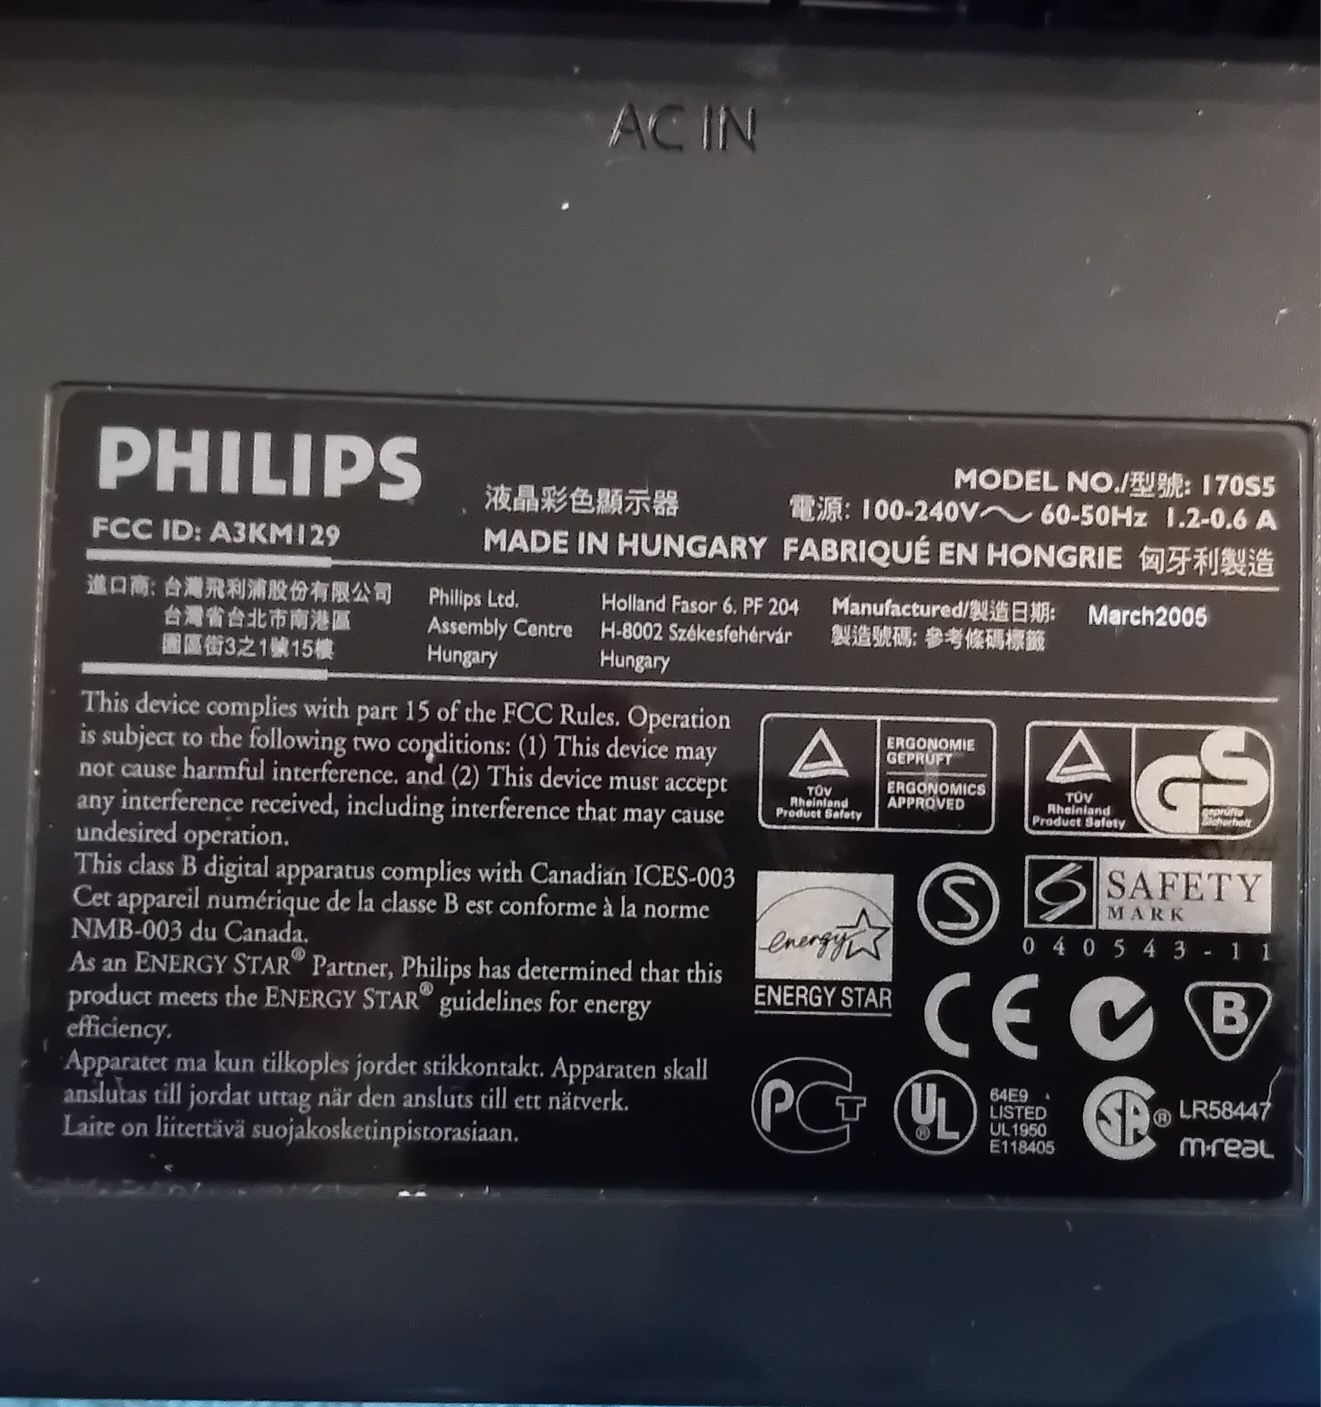 AC IN
PHILIPS
FCC ID: A3KM129
液晶彩色顯示器
MODEL NO./型號: 170S5
電源: 100-240V～ 60-50Hz 1.2-0.6 A
MADE IN HUNGARY FABRIQUÉ EN HONGRIE 匈牙利製造
進口商: 台灣飛利浦股份有限公司
台灣省台北市南港區
園區街3之1號15樓
Philips Ltd.
Assembly Centre
Hungary
Holland Fasor 6. PF 204
H-8002 Székesfehérvár
Hungary
Manufactured/製造日期: March2005
製造號碼: 參考條碼標籤
This device complies with part 15 of the FCC Rules. Operation
is subject to the following two conditions: (1) This device may
not cause harmful interference. and (2) This device must accept
any interference received, including interference that may cause
undesired operation.
This class B digital apparatus complies with Canadian ICES-003
Cet appareil numérique de la classe B est conforme à la norme
NMB-003 du Canada.
As an ENERGY STAR® Partner, Philips has determined that this
product meets the ENERGY STAR® guidelines for energy
efficiency.
Apparatet ma kun tilkoples jordet stikkontakt. Apparaten skall
anslutas till jordat uttag när den ansluts till ett nätverk.
Laite on liitettävä suojakosketinpistorasiaan.
TÜV
Rheinland
Product Safety
ERGONOMIE
GEPRÜFT
ERGONOMICS
APPROVED
TÜV
Rheinland
Product Safety
GS
geprüfte
Sicherheit
energy
ENERGY STAR
S
SAFETY
MARK
040543-11
CE
B
PCT
UL
®
64E9
LISTED
UL1950
E118405
SA®
LR58447
m·real